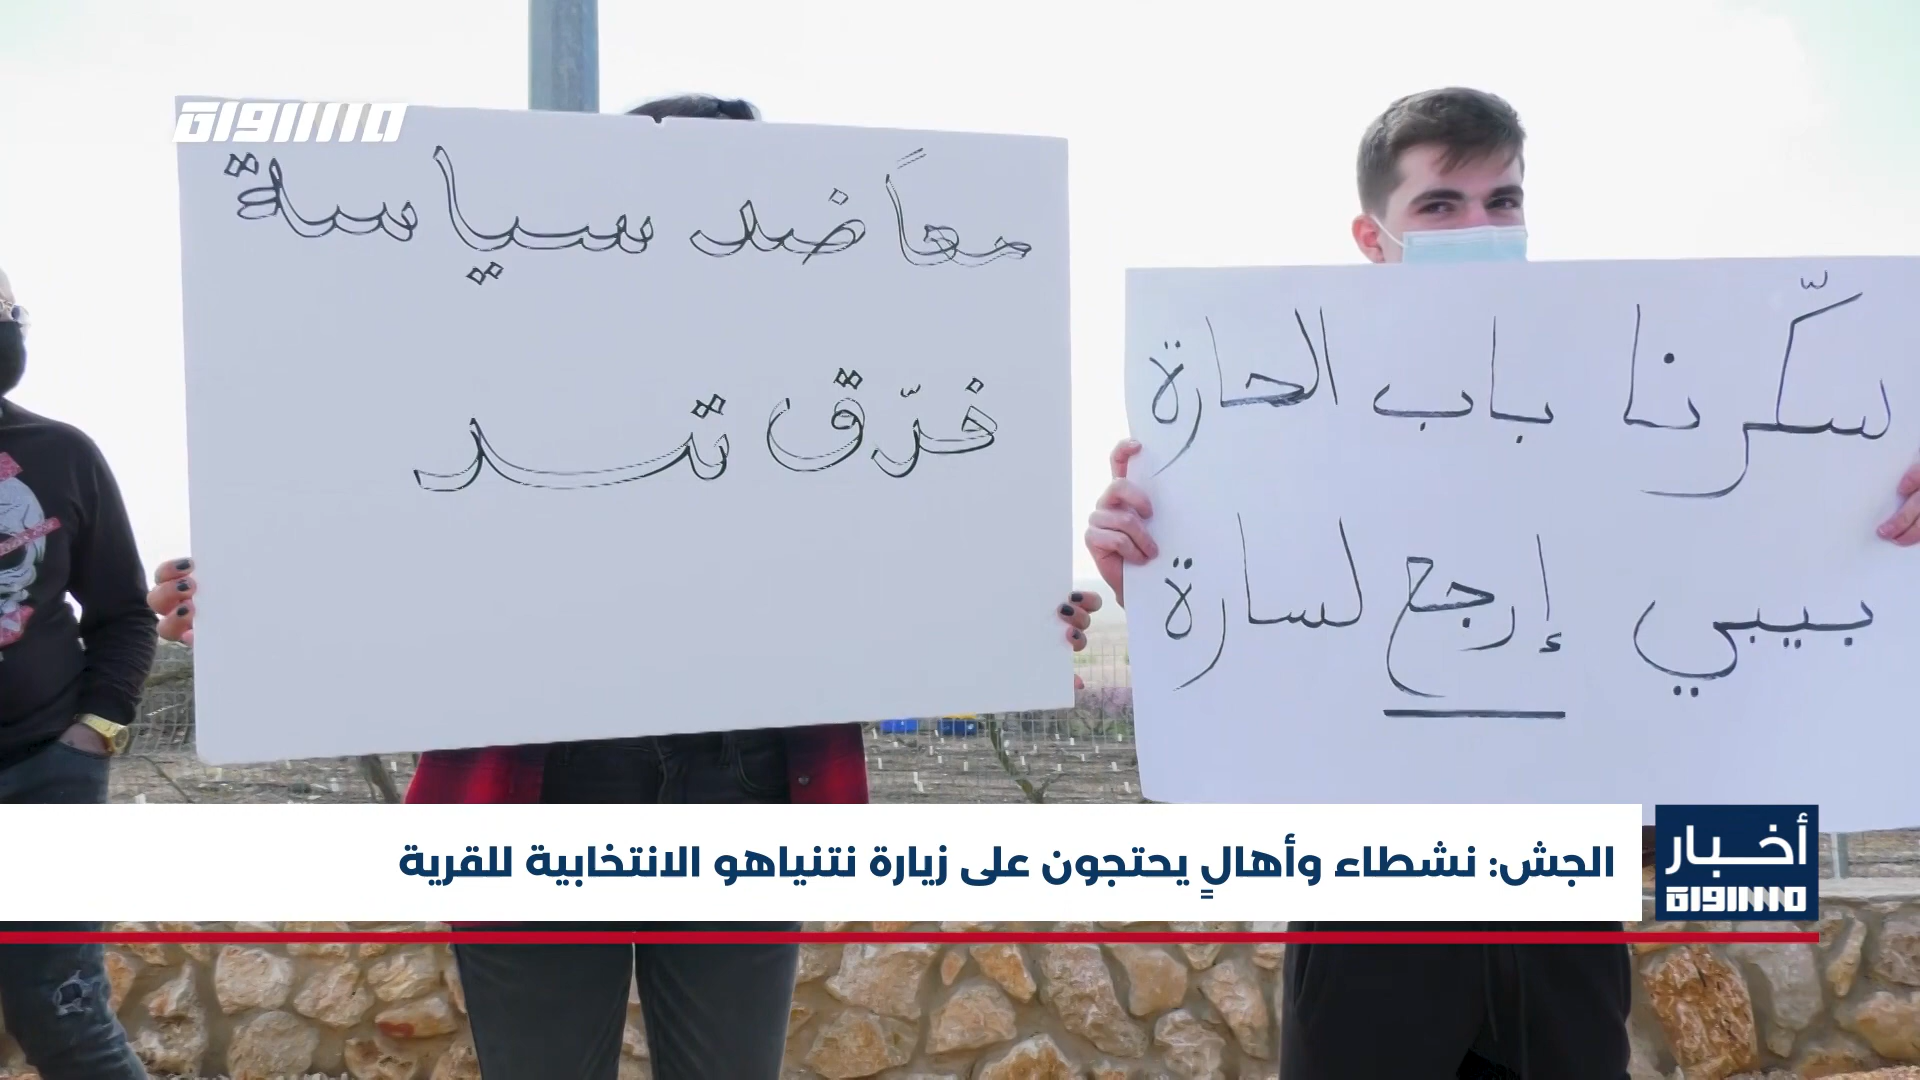 مساواة
معاً ضد سياسة
فرّق تسد
سكّرنا باب الحارة
بيبي إرجع لسارة
أخبار
مساواة
الجش: نشطاء وأهالٍ يحتجون على زيارة نتنياهو الانتخابية للقرية